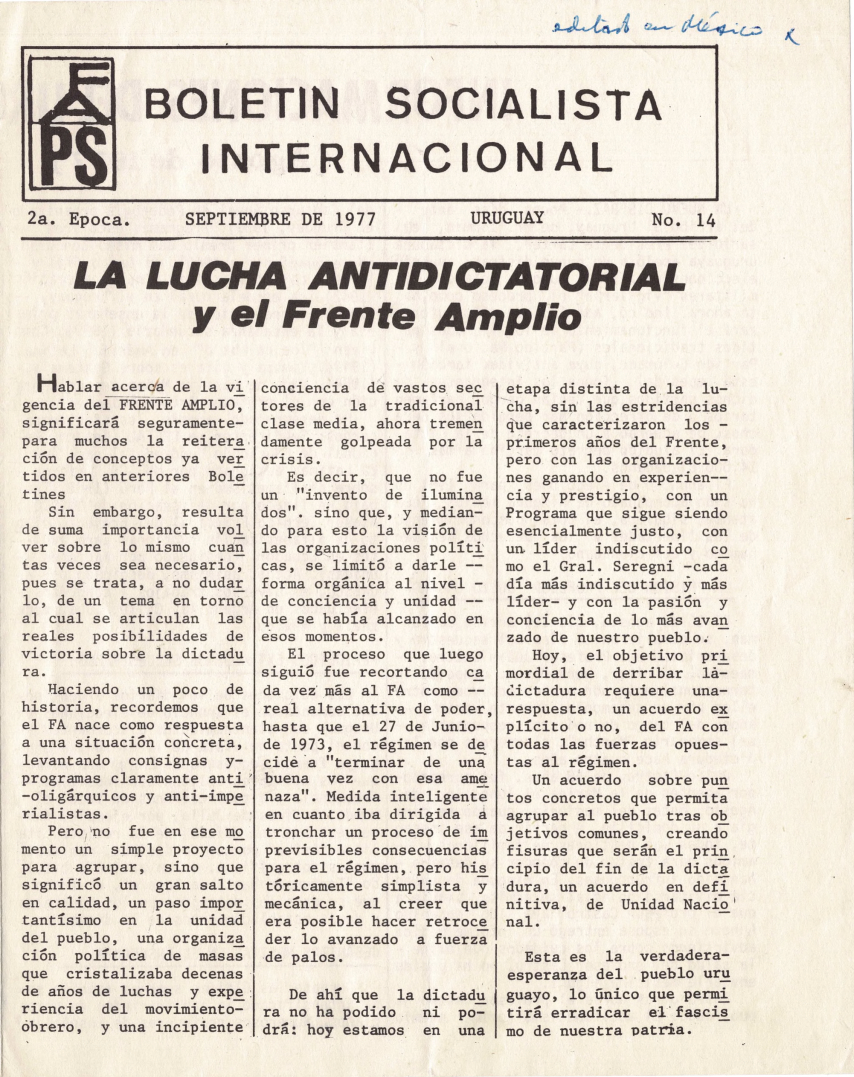 editado en México
FA
PS
BOLETIN SOCIALISTA
INTERNACIONAL
2a. Epoca. SEPTIEMBRE DE 1977 URUGUAY No. 14
LA LUCHA ANTIDICTATORIAL
y el Frente Amplio
Hablar acerca de la vi
gencia del FRENTE AMPLIO,
significará seguramente-
para muchos la reitera
ción de conceptos ya ver
tidos en anteriores Bole
tines
Sin embargo, resulta
de suma importancia vol
ver sobre lo mismo cuan
tas veces sea necesario,
pues se trata, a no dudar
lo, de un tema en torno
al cual se articulan las
reales posibilidades de
victoria sobre la dictadu
ra.
Haciendo un poco de
historia, recordemos que
el FA nace como respuesta
a una situación concreta,
levantando consignas y-
programas claramente anti
-oligárquicos y anti-impe
rialistas.
Pero no fue en ese mo
mento un simple proyecto
para agrupar, sino que
significó un gran salto
en calidad, un paso impor
tantísimo en la unidad
del pueblo, una organiza
ción política de masas
que cristalizaba decenas
de años de luchas y expe
riencia del movimiento-
obrero, y una incipiente
conciencia de vastos sec
tores de la tradicional
clase media, ahora tremen
damente golpeada por la
crisis.
Es decir, que no fue
un "invento de ilumina
dos". sino que, y median-
do para esto la visión de
las organizaciones políti
cas, se limitó a darle --
forma orgánica al nivel -
de conciencia y unidad --
que se había alcanzado en
esos momentos.
El proceso que luego
siguió fue recortando ca
da vez más al FA como --
real alternativa de poder,
hasta que el 27 de Junio-
de 1973, el régimen se de
cide a "terminar de una
buena vez con esa ame
naza". Medida inteligente
en cuanto iba dirigida a
tronchar un proceso de im
previsibles consecuencias
para el régimen, pero his
tóricamente simplista y
mecánica, al creer que
era posible hacer retroce
der lo avanzado a fuerza
de palos.
De ahí que la dictadu
ra no ha podido ni po-
drá: hoy estamos en una
etapa distinta de la lu-
cha, sin las estridencias
que caracterizaron los -
primeros años del Frente,
pero con las organizacio-
nes ganando en experien--
cia y prestigio, con un
Programa que sigue siendo
esencialmente justo, con
un líder indiscutido co
mo el Gral. Seregni -cada
día más indiscutido y más
líder- y con la pasión y
conciencia de lo más avan
zado de nuestro pueblo.
Hoy, el objetivo pri
mordial de derribar la-
dictadura requiere una-
respuesta, un acuerdo ex
plícito o no, del FA con
todas las fuerzas opues-
tas al régimen.
Un acuerdo sobre pun
tos concretos que permita
agrupar al pueblo tras ob
jetivos comunes, creando
fisuras que serán el prin
cipio del fin de la dicta
dura, un acuerdo en defi
nitiva, de Unidad Nacio
nal.
Esta es la verdadera-
esperanza del pueblo uru
guayo, lo único que permi
tirá erradicar el fascis
mo de nuestra patria.